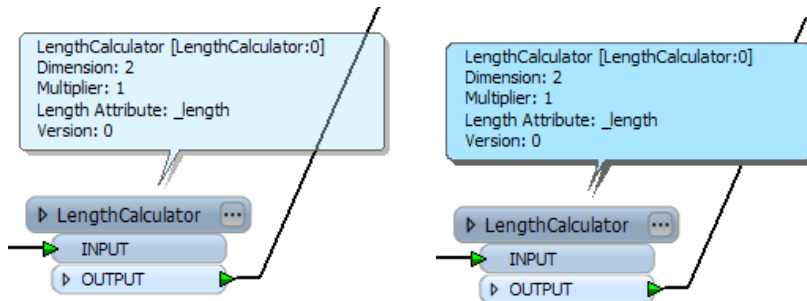 LengthCalculator [LengthCalculator:0]
Dimension: 2
Multiplier: 1
Length Attribute: _length
Version: 0
LengthCalculator
INPUT
OUTPUT
LengthCalculator [LengthCalculator:0]
Dimension: 2
Multiplier: 1
Length Attribute: _length
Version: 0
LengthCalculator
INPUT
OUTPUT